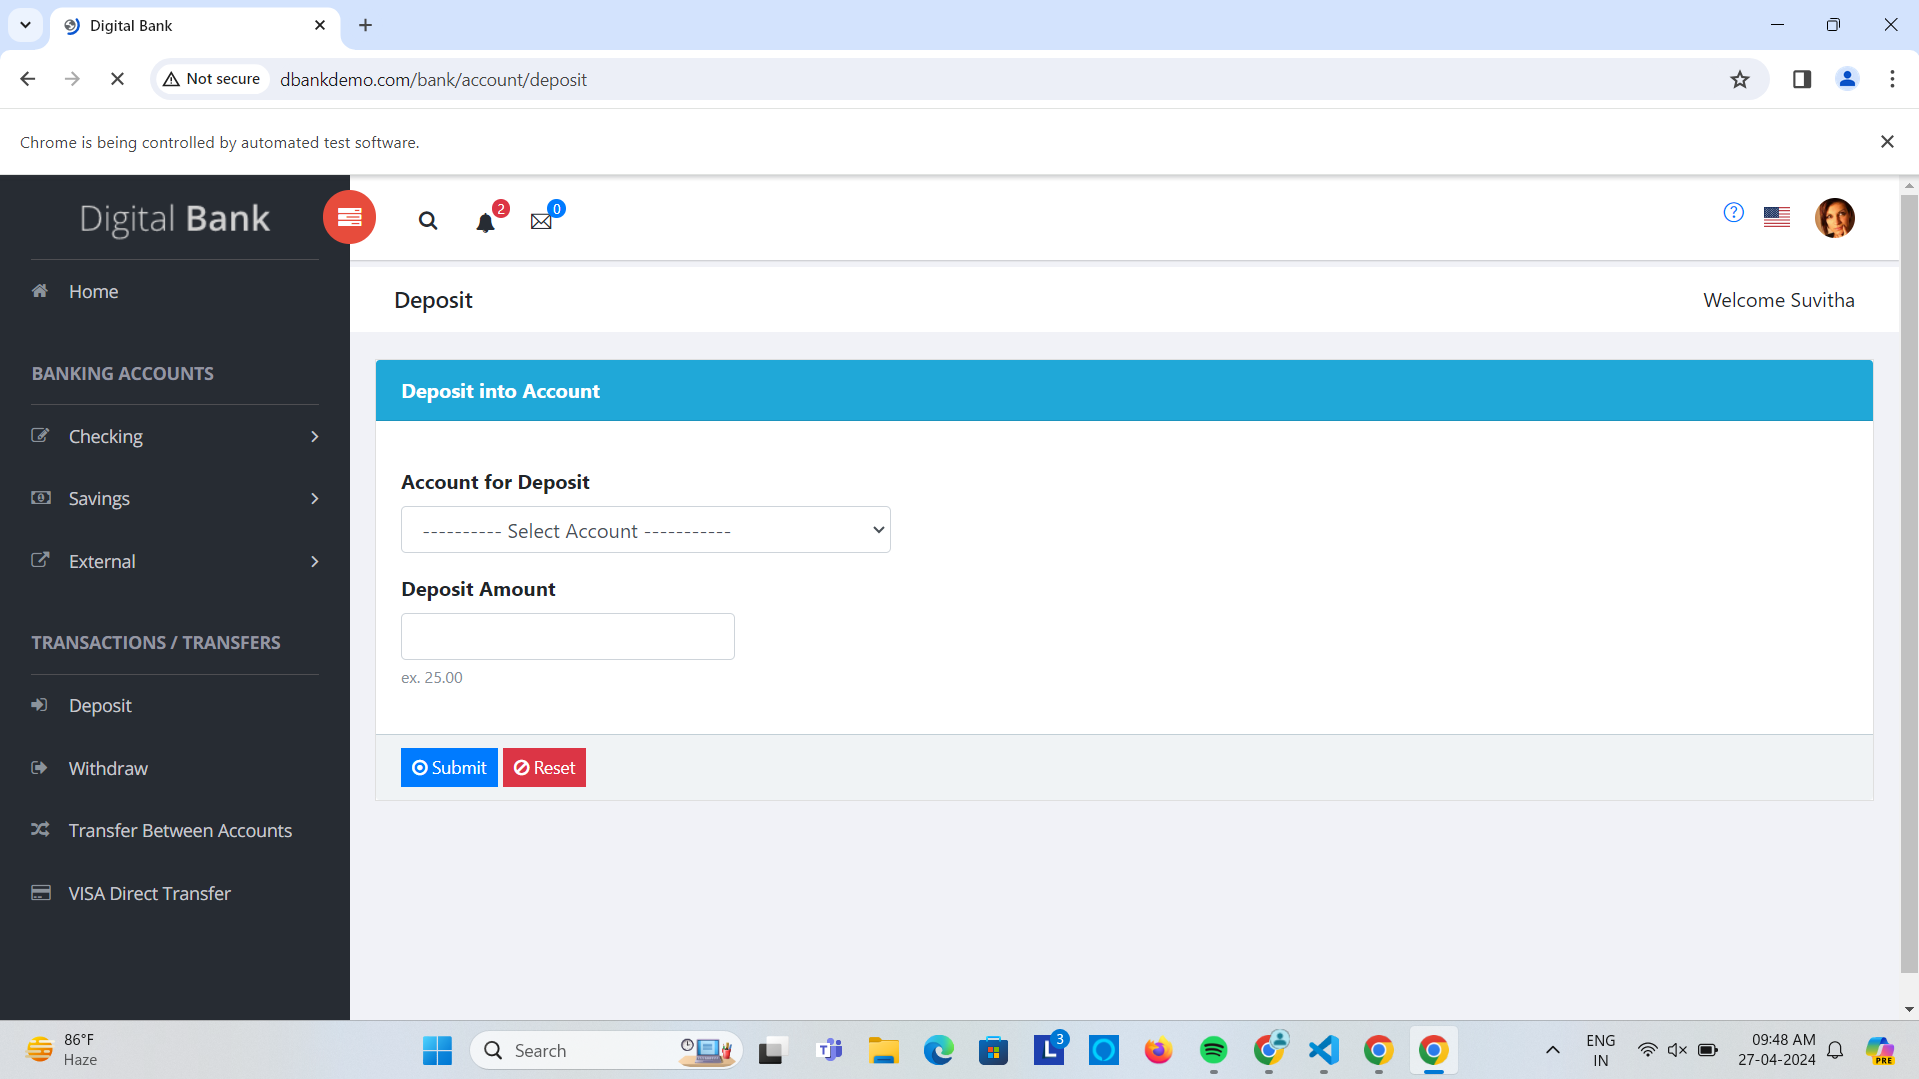 Digital Bank
Not secure
dbankdemo.com/bank/account/deposit
Chrome is being controlled by automated test software.
Digital Bank
2
0
Home
Deposit
Welcome Suvitha
BANKING ACCOUNTS
Checking
Savings
External
TRANSACTIONS / TRANSFERS
Deposit
Withdraw
Transfer Between Accounts
VISA Direct Transfer
Deposit into Account
Account for Deposit
---------- Select Account -----------
Deposit Amount
ex. 25.00
Submit
Reset
86°F
Haze
Search
3
ENG
IN
09:48 AM
27-04-2024
PRE